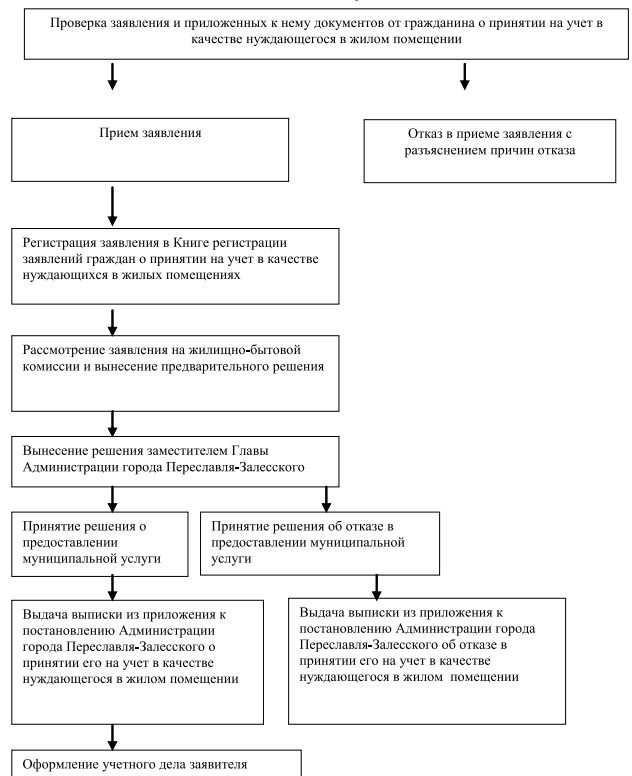 Проверка заявления и приложенных к нему документов от гражданина о принятии на учет в
качестве нуждающегося в жилом помещении
Прием заявления
Отказ в приеме заявления с
разъяснением причин отказа
Регистрация заявления в Книге регистрации
заявлений граждан о принятии на учет в качестве
нуждающихся в жилых помещениях
Рассмотрение заявления на жилищно-бытовой
комиссии и вынесение предварительного решения
Вынесение решения заместителем Главы
Администрации города Переславля-Залесского
Принятие решения о
предоставлении
муниципальной услуги
Принятие решения об отказе в
предоставлении муниципальной
услуги
Выдача выписки из приложения к
постановлению Администрации
города Переславля-Залесского о
принятии его на учет в качестве
нуждающегося в жилом помещении
Выдача выписки из приложения к
постановлению Администрации города
Переславля-Залесского об отказе в
принятии его на учет в качестве
нуждающегося в жилом  помещении
Оформление учетного дела заявителя